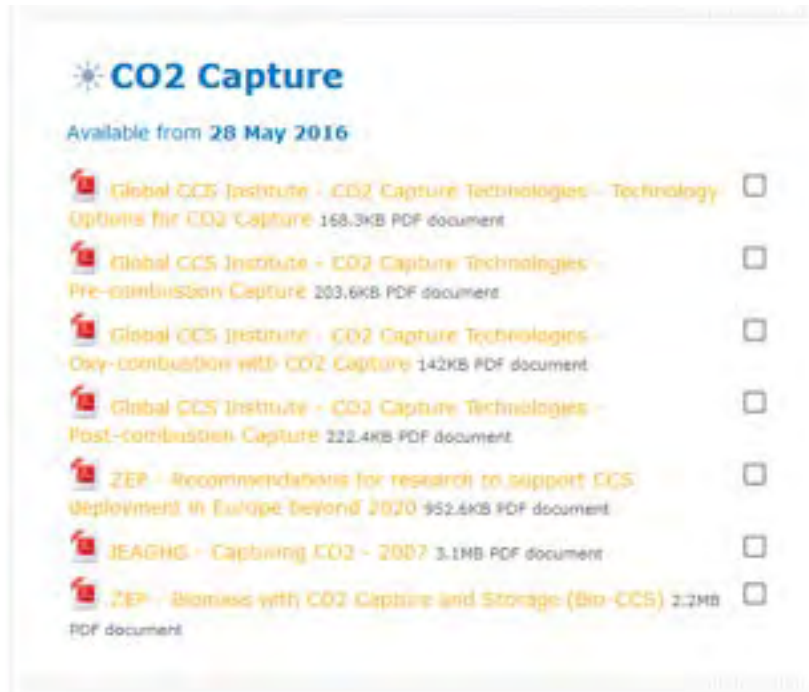 CO2 Capture
Available from 28 May 2016
Global CCS Institute - CO2 Capture Technologies - Technology
Options for CO2 Capture 168.3KB PDF document
Global CCS Institute - CO2 Capture Technologies -
Pre-combustion Capture 203.6KB PDF document
Global CCS Institute - CO2 Capture Technologies -
Oxy-combustion with CO2 Capture 142KB PDF document
Global CCS Institute - CO2 Capture Technologies -
Post-combustion Capture 222.4KB PDF document
ZEP - Recommendations for research to support CCS
deployment in Europe beyond 2020 952.6KB PDF document
IEAGHG - Capturing CO2 - 2007 3.1MB PDF document
ZEP - Biomass with CO2 Capture and Storage (Bio-CCS) 2.2MB
PDF document